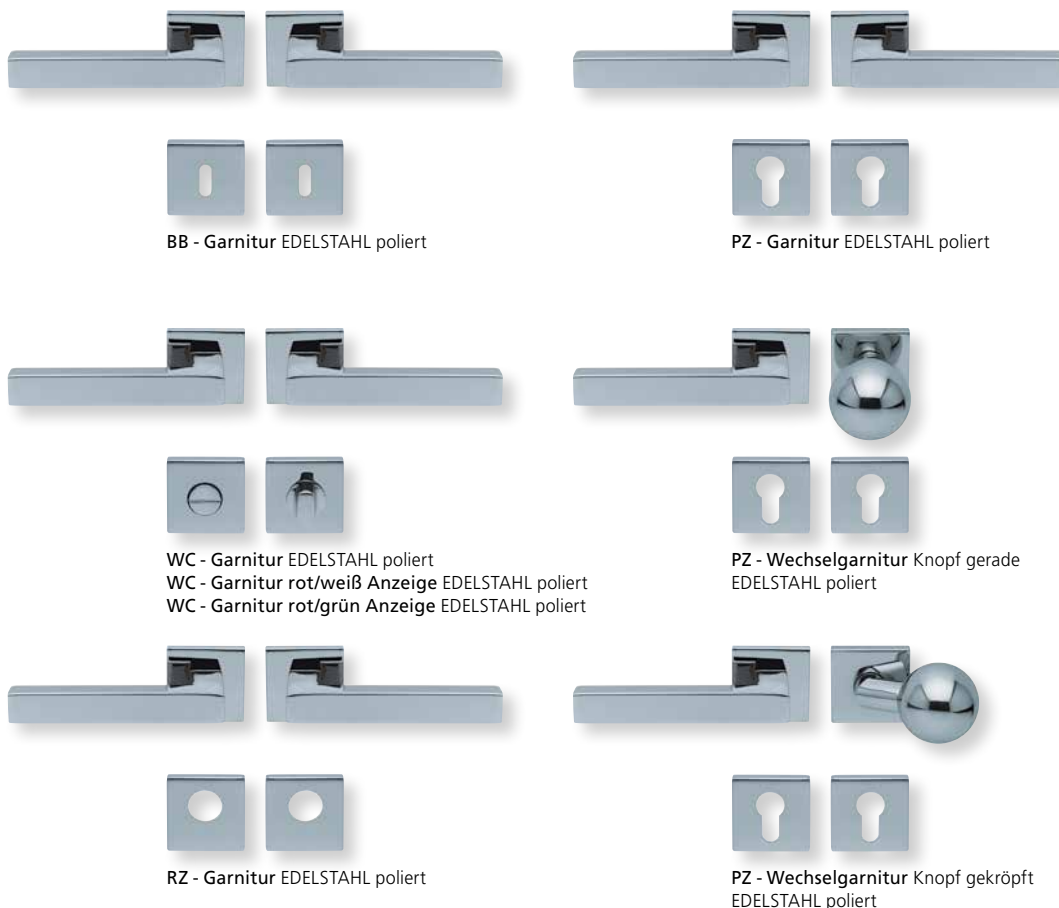 BB - Garnitur EDELSTAHL poliert
PZ - Garnitur EDELSTAHL poliert
WC - Garnitur EDELSTAHL poliert
WC - Garnitur rot/weiß Anzeige EDELSTAHL poliert
WC - Garnitur rot/grün Anzeige EDELSTAHL poliert
PZ - Wechselgarnitur Knopf gerade
EDELSTAHL poliert
RZ - Garnitur EDELSTAHL poliert
PZ - Wechselgarnitur Knopf gekröpft
EDELSTAHL poliert